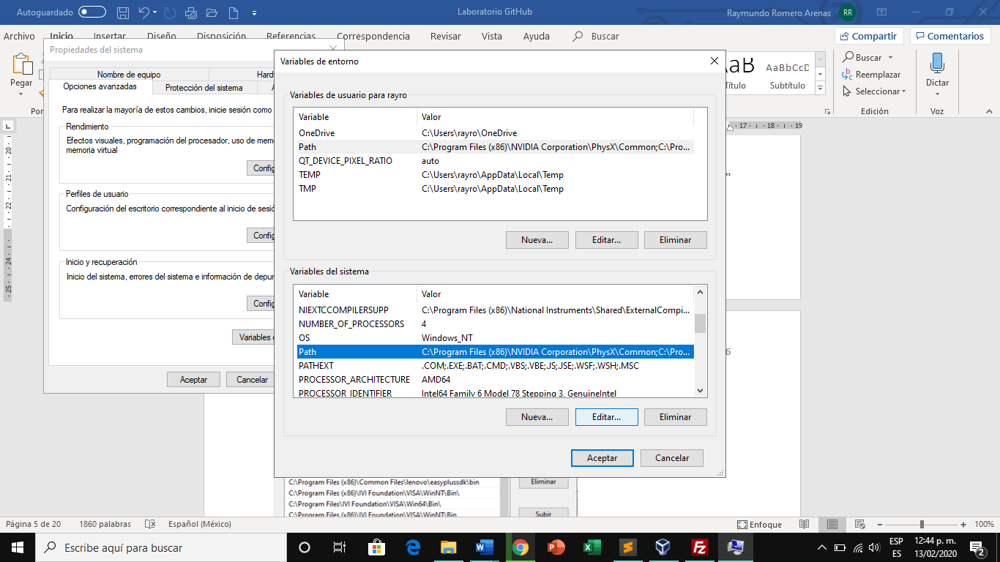 Autoguardado
Laboratorio GitHub
Raymundo Romero Arenas RR
Archivo Inicio Insertar Diseño Disposición Referencias Correspondencia Revisar Vista Ayuda Buscar
Compartir Comentarios
Pegar
AaB AaBbCcD
Título Subtítulo
Buscar
Reemplazar
Seleccionar
Edición
Dictar
Voz
Propiedades del sistema
Nombre de equipo
Opciones avanzadas
Protección del sistema
Para realizar la mayoría de estos cambios, inicie sesión como
Rendimiento
Efectos visuales, programación del procesador, uso de mem
memoria virtual
Config
Perfiles de usuario
Configuración del escritorio correspondiente al inicio de sesió
Config
Inicio y recuperación
Inicio del sistema, errores del sistema e información de depur
Config
Variables d
Aceptar Cancelar
Variables de entorno
Variables de usuario para rayro
Variable Valor
OneDrive C:\Users\rayro\OneDrive
Path C:\Program Files (x86)\NVIDIA Corporation\PhysX\Common;C:\Pro...
QT_DEVICE_PIXEL_RATIO auto
TEMP C:\Users\rayro\AppData\Local\Temp
TMP C:\Users\rayro\AppData\Local\Temp
Nueva... Editar... Eliminar
Variables del sistema
Variable Valor
NIEXTCCOMPILERSUPP C:\Program Files (x86)\National Instruments\Shared\ExternalCompi...
NUMBER_OF_PROCESSORS 4
OS Windows_NT
Path C:\Program Files (x86)\NVIDIA Corporation\PhysX\Common;C:\Pro...
PATHEXT .COM;.EXE;.BAT;.CMD;.VBS;.VBE;.JS;.JSE;.WSF;.WSH;.MSC
PROCESSOR_ARCHITECTURE AMD64
PROCESSOR_IDENTIFIER Intel64 Family 6 Model 78 Stepping 3, GenuineIntel
Nueva... Editar... Eliminar
Aceptar Cancelar
17 18 19
20
21
22
24
25
6
C:\Program Files (x86)\Common Files\lenovo\easyplussdk\bin
C:\Program Files (x86)\IVI Foundation\VISA\WinNT\Bin\
C:\Program Files\IVI Foundation\VISA\Win64\Bin\
C:\Program Files (x86)\IVI Foundation\VISA\WinNT\Bin
Eliminar
Subir
Página 5 de 20 1860 palabras Español (México) Enfoque 100%
Escribe aquí para buscar
ESP
ES
12:44 p. m.
13/02/2020
2